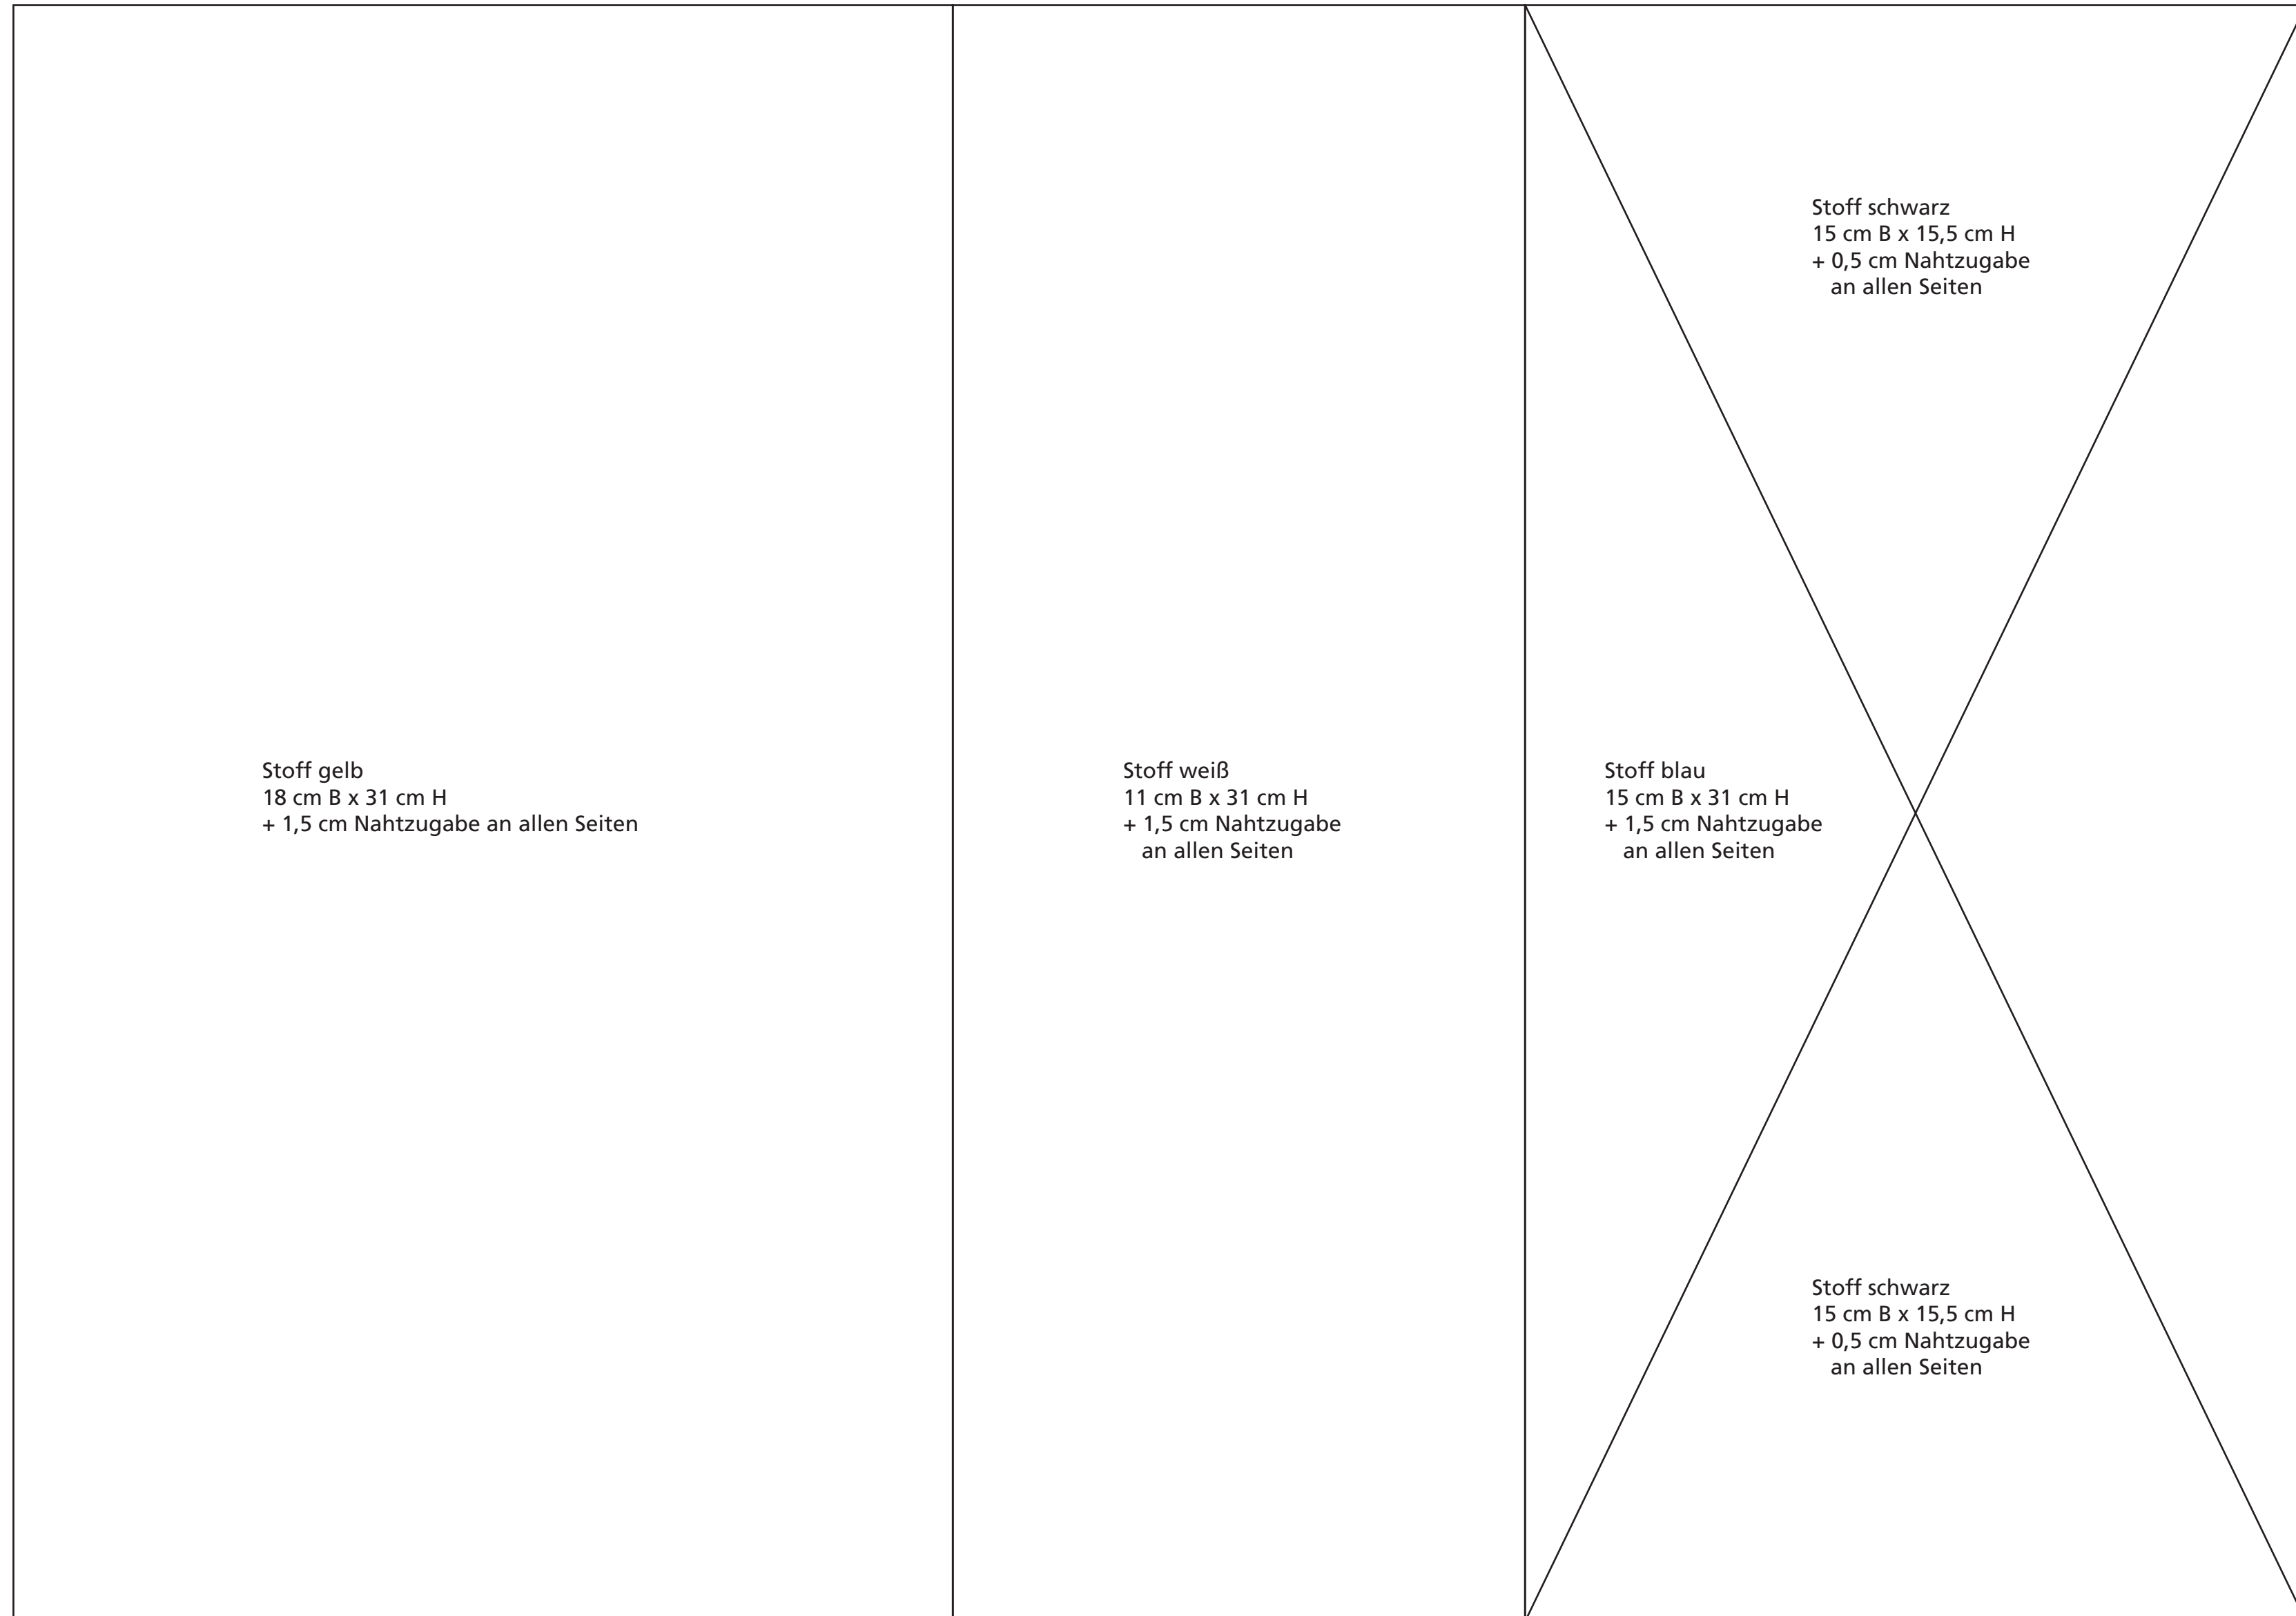 Stoff schwarz
15 cm B x 15,5 cm H
+ 0,5 cm Nahtzugabe
an allen Seiten
Stoff gelb
18 cm B x 31 cm H
+ 1,5 cm Nahtzugabe an allen Seiten
Stoff weiß
11 cm B x 31 cm H
+ 1,5 cm Nahtzugabe
an allen Seiten
Stoff blau
15 cm B x 31 cm H
+ 1,5 cm Nahtzugabe
an allen Seiten
Stoff schwarz
15 cm B x 15,5 cm H
+ 0,5 cm Nahtzugabe
an allen Seiten